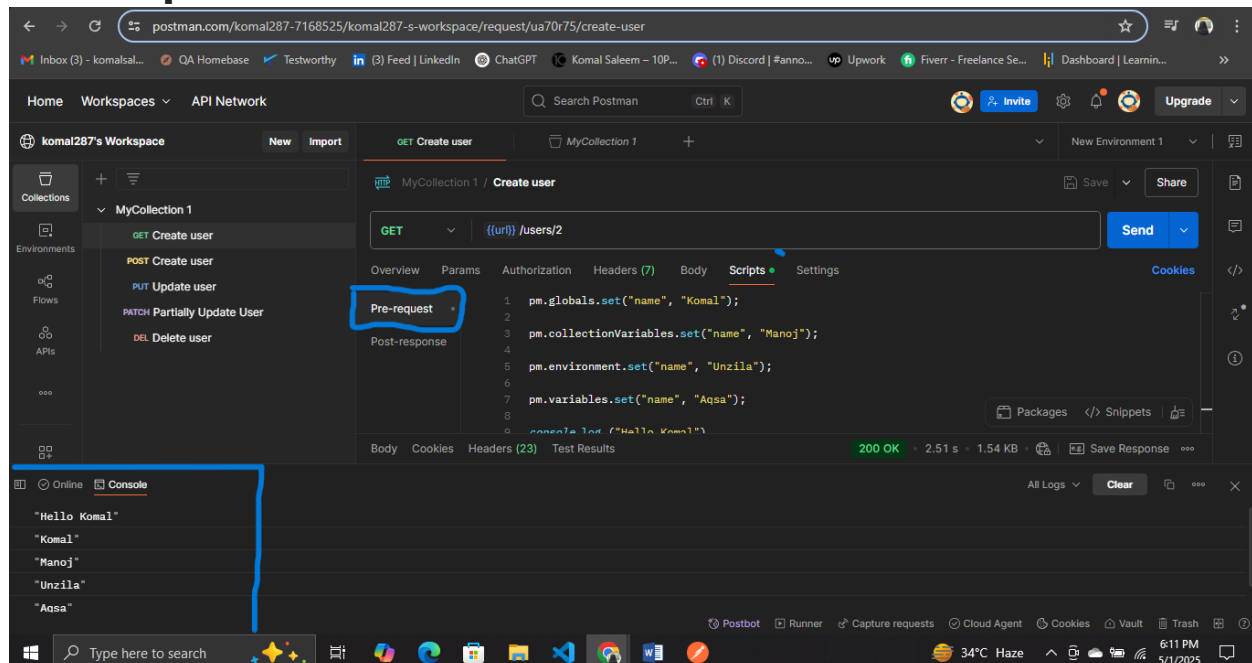 postman.com/komal287-7168525/komal287-s-workspace/request/ua70r75/create-user
Inbox (3) - komalsal... QA Homebase Testworthy (3) Feed | LinkedIn ChatGPT Komal Saleem – 10P... (1) Discord | #anno... Upwork Fiverr - Freelance Se... Dashboard | Learnin... »
Home Workspaces API Network Search Postman Ctrl K Invite Upgrade
komal287's Workspace New Import GET Create user MyCollection 1 New Environment 1
Collections
HTTP MyCollection 1 / Create user Save Share
MyCollection 1
GET Create user
GET {{url}} /users/2 Send
Environments
POST Create user
Overview Params Authorization Headers (7) Body Scripts Settings Cookies
PUT Update user
Flows
PATCH Partially Update User
Pre-request
1 pm.globals.set("name", "Komal");
2
DEL Delete user
3 pm.collectionVariables.set("name", "Manoj");
APIs
Post-response
4
5 pm.environment.set("name", "Unzila");
6
7 pm.variables.set("name", "Aqsa");
8
Packages </> Snippets
9 console.log ("Hello Komal")
Body Cookies Headers (23) Test Results 200 OK 2.51 s 1.54 KB Save Response
Online Console All Logs Clear
"Hello Komal"
"Komal"
"Manoj"
"Unzila"
"Aqsa"
Postbot Runner Capture requests Cloud Agent Cookies Vault Trash
Type here to search 34°C Haze 6:11 PM
5/1/2025